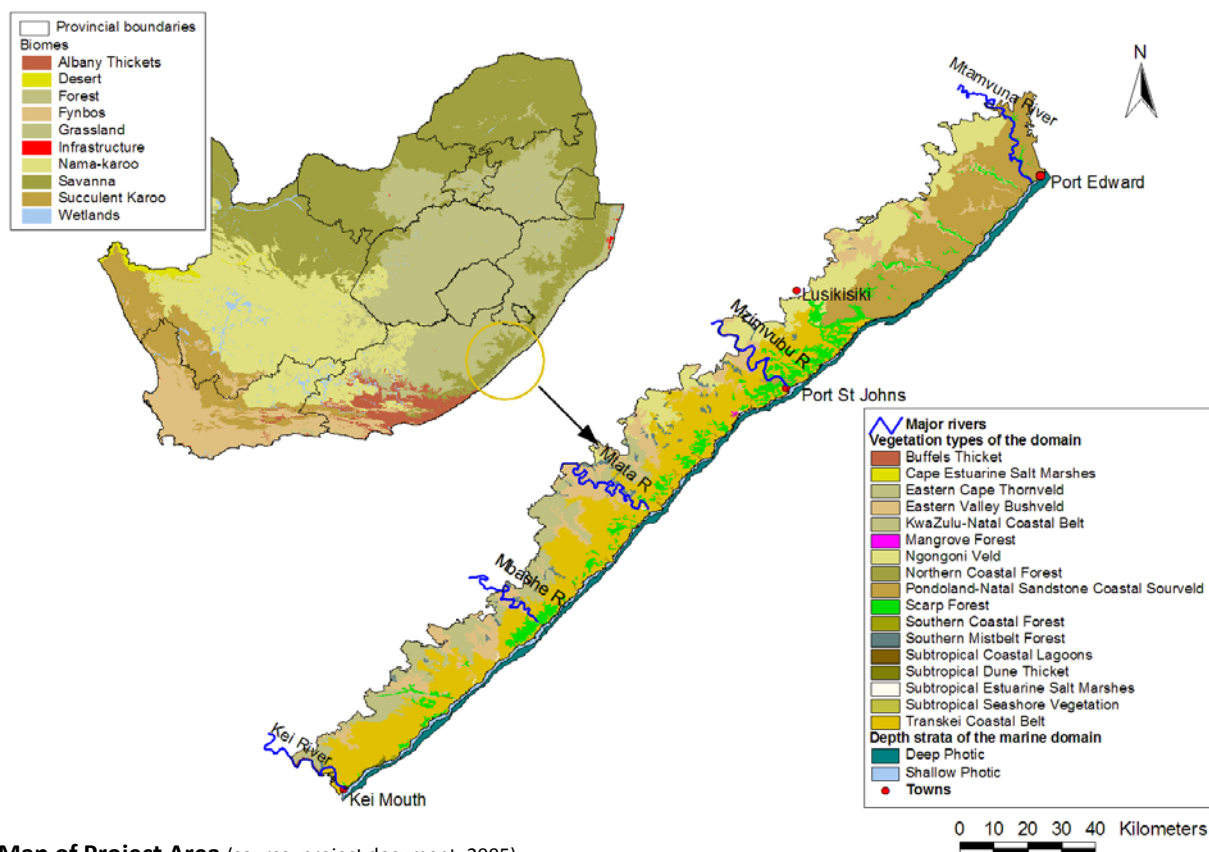 Provincial boundaries
Biomes
Albany Thickets
Desert
Forest
Fynbos
Grassland
Infrastructure
Nama-karoo
Savanna
Succulent Karoo
Wetlands
N
Mtamvuna River
Port Edward
Lusikisiki
Mzimvubu R
Port St Johns
Mtata R
Mbashe R
Kei River
Kei Mouth
Major rivers
Vegetation types of the domain
Buffels Thicket
Cape Estuarine Salt Marshes
Eastern Cape Thornveld
Eastern Valley Bushveld
KwaZulu-Natal Coastal Belt
Mangrove Forest
Ngongoni Veld
Northern Coastal Forest
Pondoland-Natal Sandstone Coastal Sourveld
Scarp Forest
Southern Coastal Forest
Southern Mistbelt Forest
Subtropical Coastal Lagoons
Subtropical Dune Thicket
Subtropical Estuarine Salt Marshes
Subtropical Seashore Vegetation
Transkei Coastal Belt
Depth strata of the marine domain
Deep Photic
Shallow Photic
Towns
0 10 20 30 40 Kilometers
Map of Project Area (source: project document, 2005)